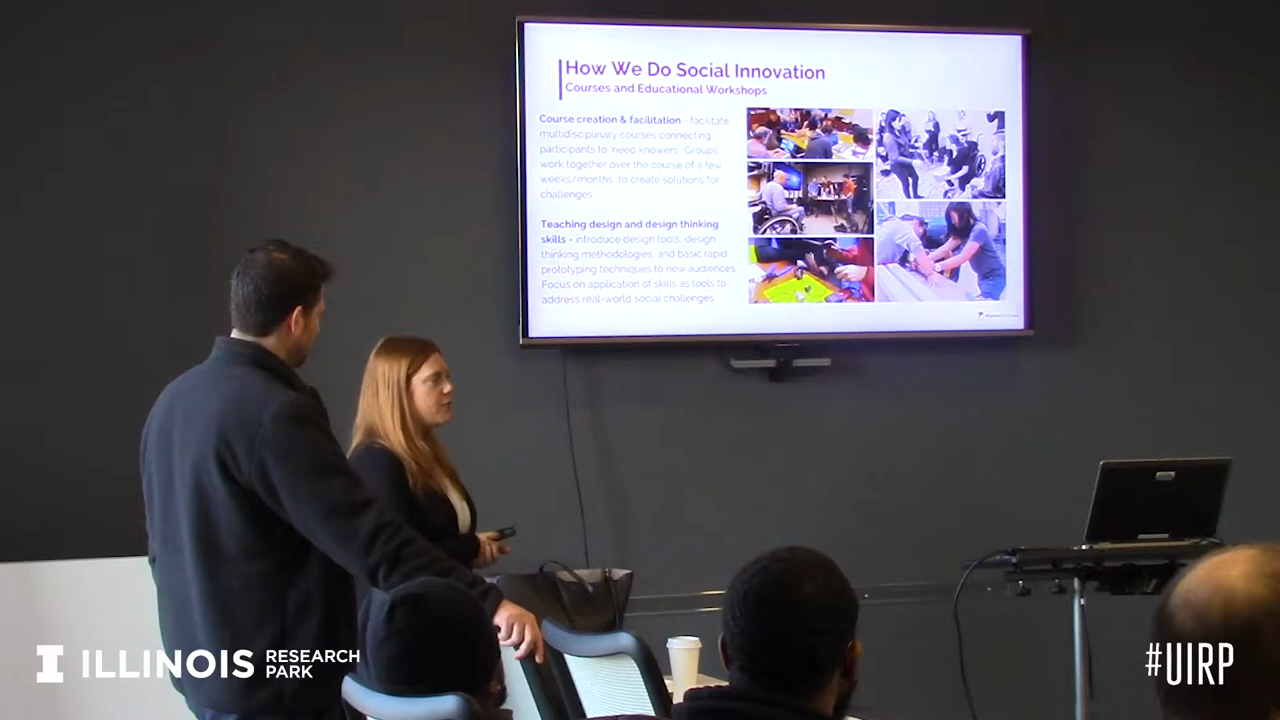 How We Do Social Innovation
Courses and Educational Workshops
Course creation & facilitation - facilitate
multidisciplinary courses connecting
participants to 'need knowers'. Groups
work together over the course of a few
weeks/months, to create solutions for
challenges.
Teaching design and design thinking
skills - introduce design tools, design
thinking methodologies, and basic rapid
prototyping techniques to new audiences.
Focus on application of skills as tools to
address real-world social challenges.
I ILLINOIS RESEARCH
PARK
#UIRP